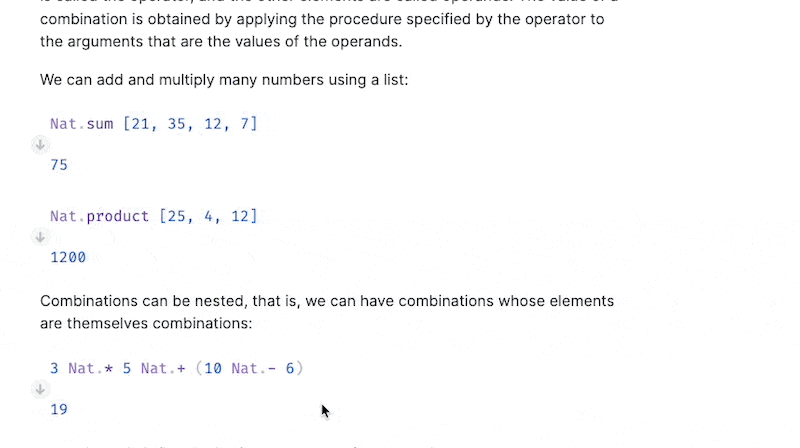 combination is obtained by applying the procedure specified by the operator to
the arguments that are the values of the operands.
We can add and multiply many numbers using a list:
Nat.sum [21, 35, 12, 7]
75
Nat.product [25, 4, 12]
1200
Combinations can be nested, that is, we can have combinations whose elements
are themselves combinations:
3 Nat.* 5 Nat.+ (10 Nat.- 6)
19